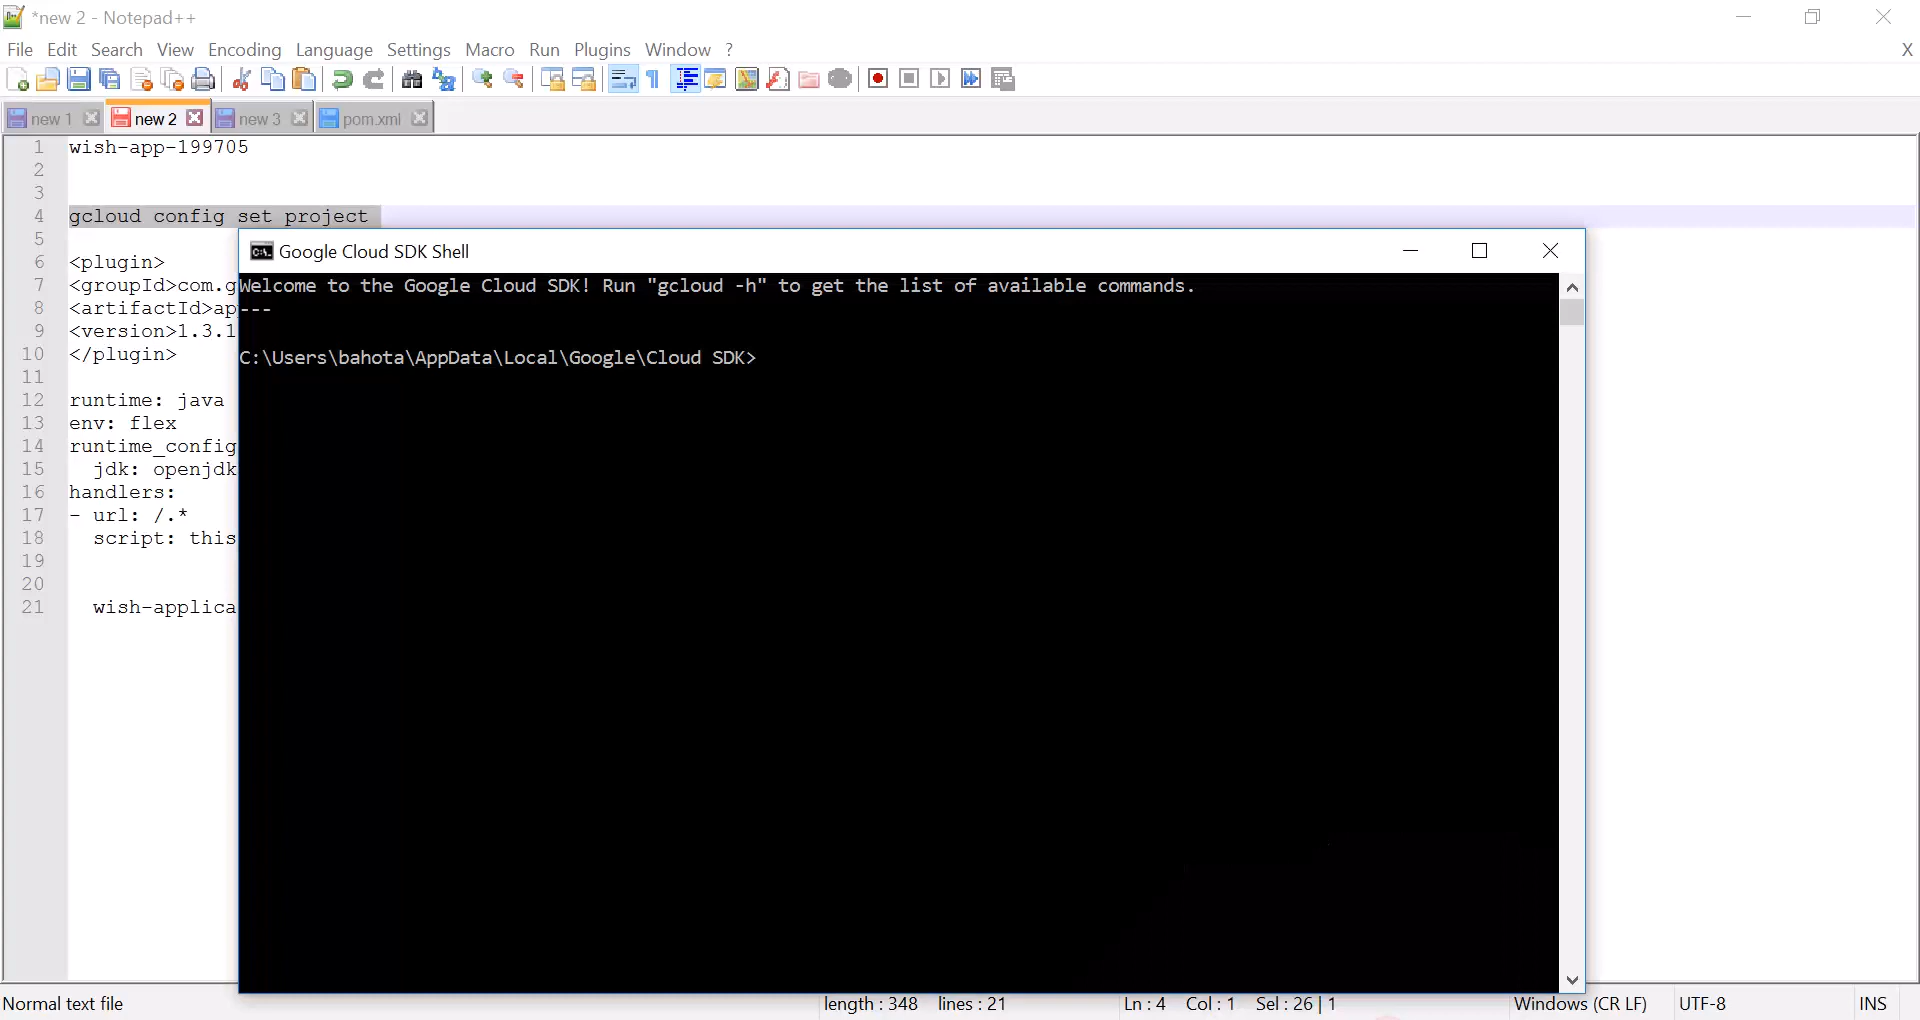 *new 2 - Notepad++
File Edit Search View Encoding Language Settings Macro Run Plugins Window ? X
new 1 new 2 new 3 pom.xml
1 wish-app-199705
2
3
4 gcloud config set project
5
6 <plugin>
7 <groupId>com.g
8 <artifactId>ap
9 <version>1.3.1
10 </plugin>
11
12 runtime: java
13 env: flex
14 runtime_config
15 jdk: openjdk
16 handlers:
17 - url: /.*
18 script: this
19
20
21 wish-applica
Google Cloud SDK Shell
Welcome to the Google Cloud SDK! Run "gcloud -h" to get the list of available commands.
---
C:\Users\bahota\AppData\Local\Google\Cloud SDK>
Normal text file length : 348 lines : 21 Ln : 4 Col : 1 Sel : 26 | 1 Windows (CR LF) UTF-8 INS